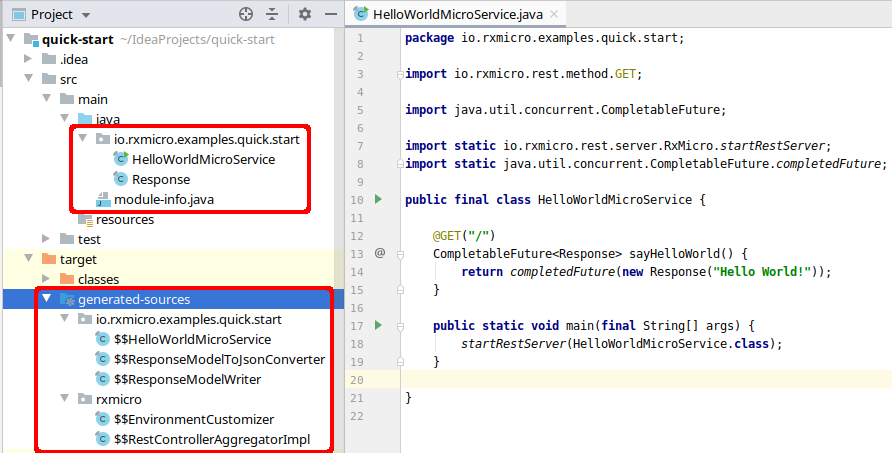 Project
quick-start ~/IdeaProjects/quick-start
.idea
src
main
java
io.rxmicro.examples.quick.start
HelloWorldMicroService
Response
module-info.java
resources
test
target
classes
generated-sources
io.rxmicro.examples.quick.start
$$HelloWorldMicroService
$$ResponseModelToJsonConverter
$$ResponseModelWriter
rxmicro
$$EnvironmentCustomizer
$$RestControllerAggregatorImpl
HelloWorldMicroService.java
1 package io.rxmicro.examples.quick.start;
2
3 import io.rxmicro.rest.method.GET;
4
5 import java.util.concurrent.CompletableFuture;
6
7 import static io.rxmicro.rest.server.RxMicro.startRestServer;
8 import static java.util.concurrent.CompletableFuture.completedFuture;
9
10 public final class HelloWorldMicroService {
11
12 @GET("/")
13 @ CompletableFuture<Response> sayHelloWorld() {
14 return completedFuture(new Response("Hello World!"));
15 }
16
17 public static void main(final String[] args) {
18 startRestServer(HelloWorldMicroService.class);
19 }
20
21 }
22